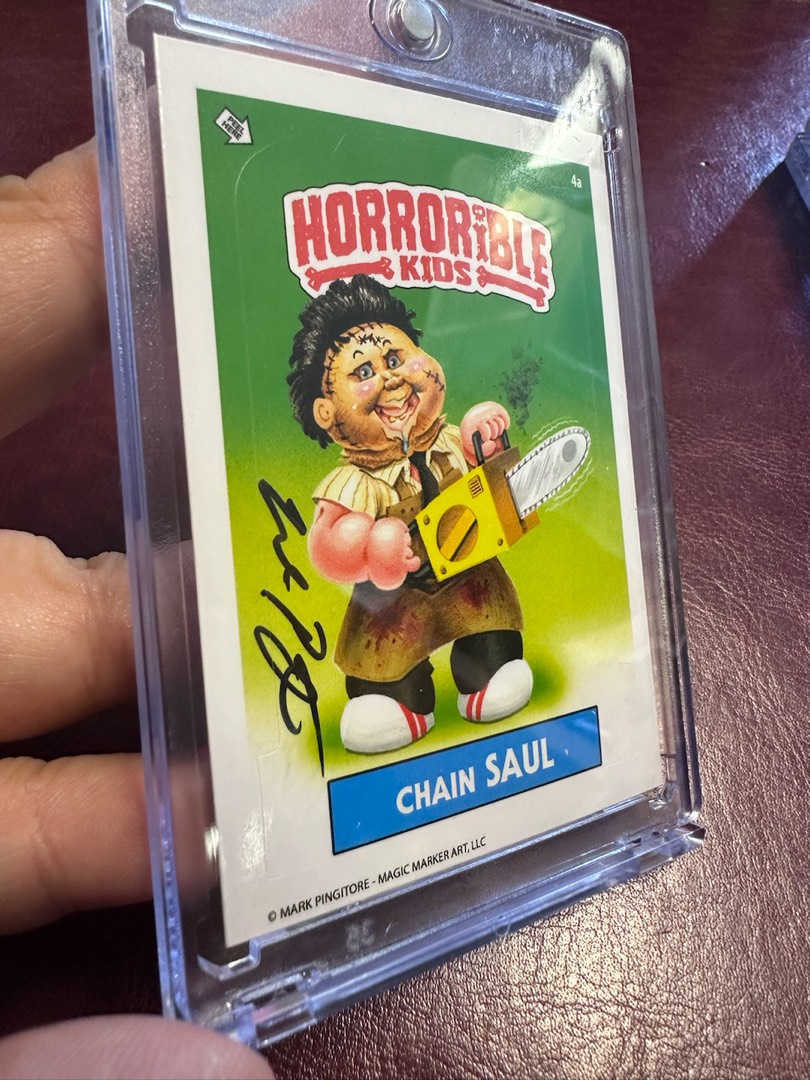 PEEL
HERE
4a
HORRORIBLE
KIDS
CHAIN SAUL
© MARK PINGITORE - MAGIC MARKER ART, LLC